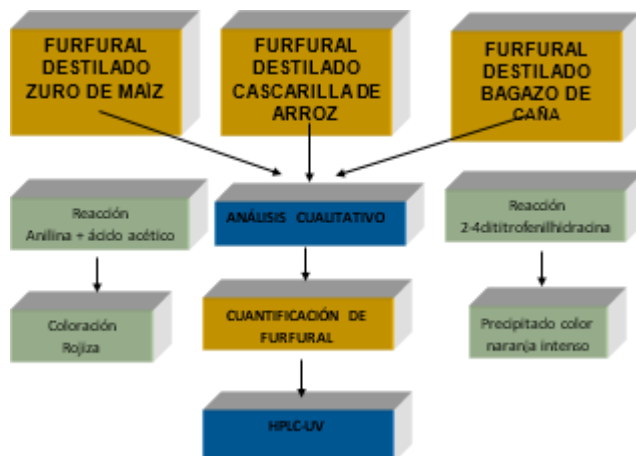 FURFURAL
DESTILADO
ZURO DE MAÌZ
FURFURAL
DESTILADO
CASCARILLA DE
ARROZ
FURFURAL
DESTILADO
BAGAZO DE
CAÑA
Reacción
Anilina + ácido acético
ANÁLISIS CUALITATIVO
Reacción
2-4dititrofenilhidracina
Coloración
Rojiza
CUANTIFICACIÓN DE
FURFURAL
Precipitado color
naranja intenso
HPLC-UV